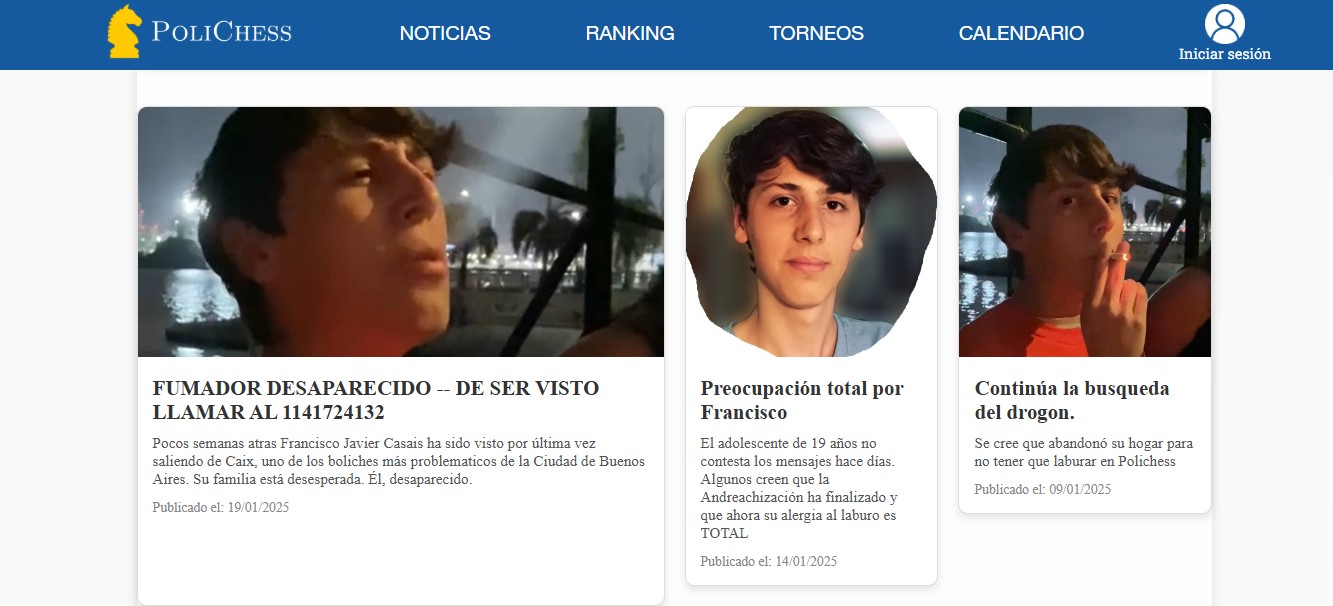 POLICHESS
NOTICIAS
RANKING
TORNEOS
CALENDARIO
Iniciar sesión
FUMADOR DESAPARECIDO -- DE SER VISTO
LLAMAR AL 1141724132
Pocos semanas atras Francisco Javier Casais ha sido visto por última vez
saliendo de Caix, uno de los boliches más problematicos de la Ciudad de Buenos
Aires. Su familia está desesperada. Él, desaparecido.
Publicado el: 19/01/2025
Preocupación total por
Francisco
El adolescente de 19 años no
contesta los mensajes hace días.
Algunos creen que la
Andreachización ha finalizado y
que ahora su alergia al laburo es
TOTAL
Publicado el: 14/01/2025
Continúa la busqueda
del drogon.
Se cree que abandonó su hogar para
no tener que laburar en Polichess
Publicado el: 09/01/2025